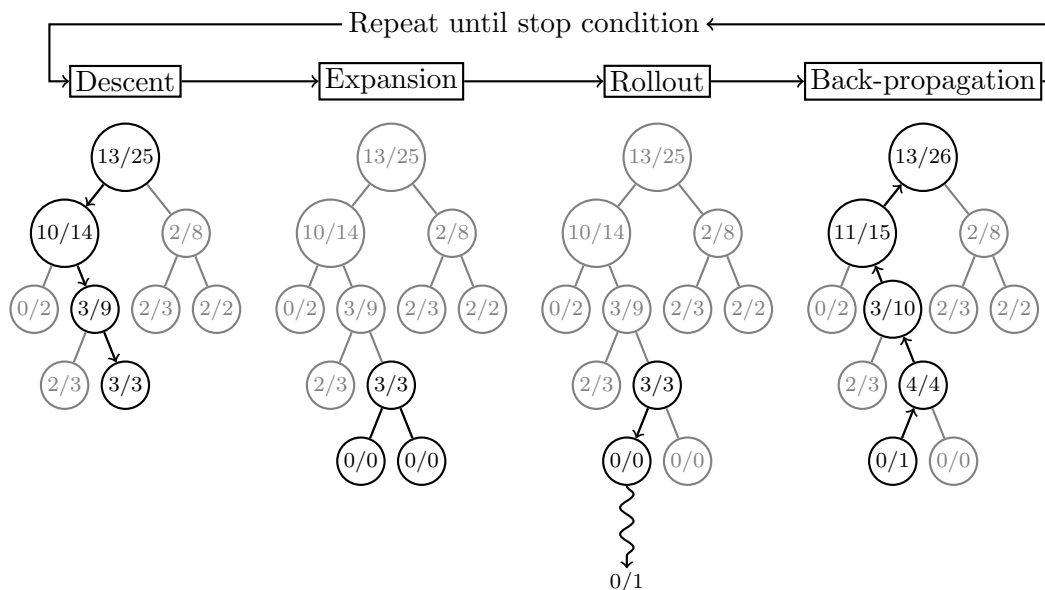 Repeat until stop condition
Descent Expansion Rollout Back-propagation
13/25 13/25 13/25 13/26
10/14 2/8 10/14 2/8 10/14 2/8 11/15 2/8
0/2 3/9 2/3 2/2 0/2 3/9 2/3 2/2 0/2 3/9 2/3 2/2 0/2 3/10 2/3 2/2
2/3 3/3 2/3 3/3 2/3 3/3 2/3 4/4
0/0 0/0 0/0 0/0 0/1 0/0
0/1